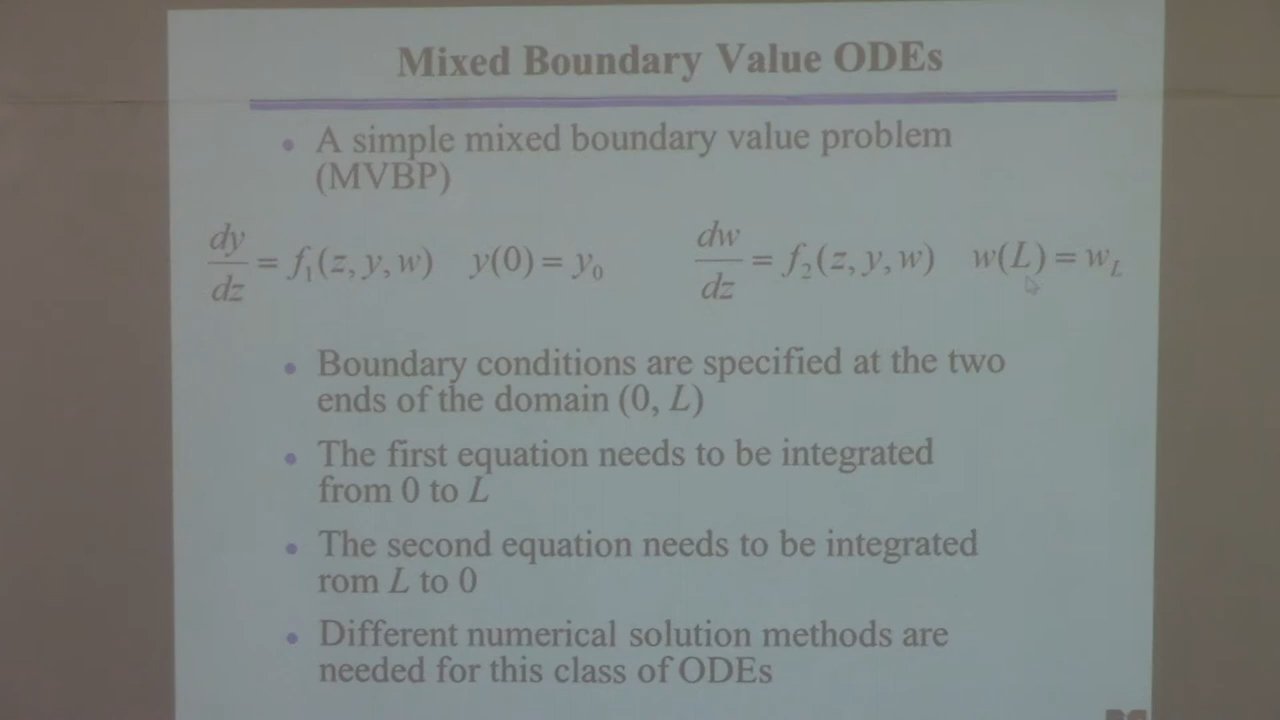 Mixed Boundary Value ODEs
• A simple mixed boundary value problem
(MVBP)
dy/dz = f₁(z, y, w) y(0) = y₀ dw/dz = f₂(z, y, w) w(L) = w_L
• Boundary conditions are specified at the two
ends of the domain (0, L)
• The first equation needs to be integrated
from 0 to L
• The second equation needs to be integrated
rom L to 0
• Different numerical solution methods are
needed for this class of ODEs